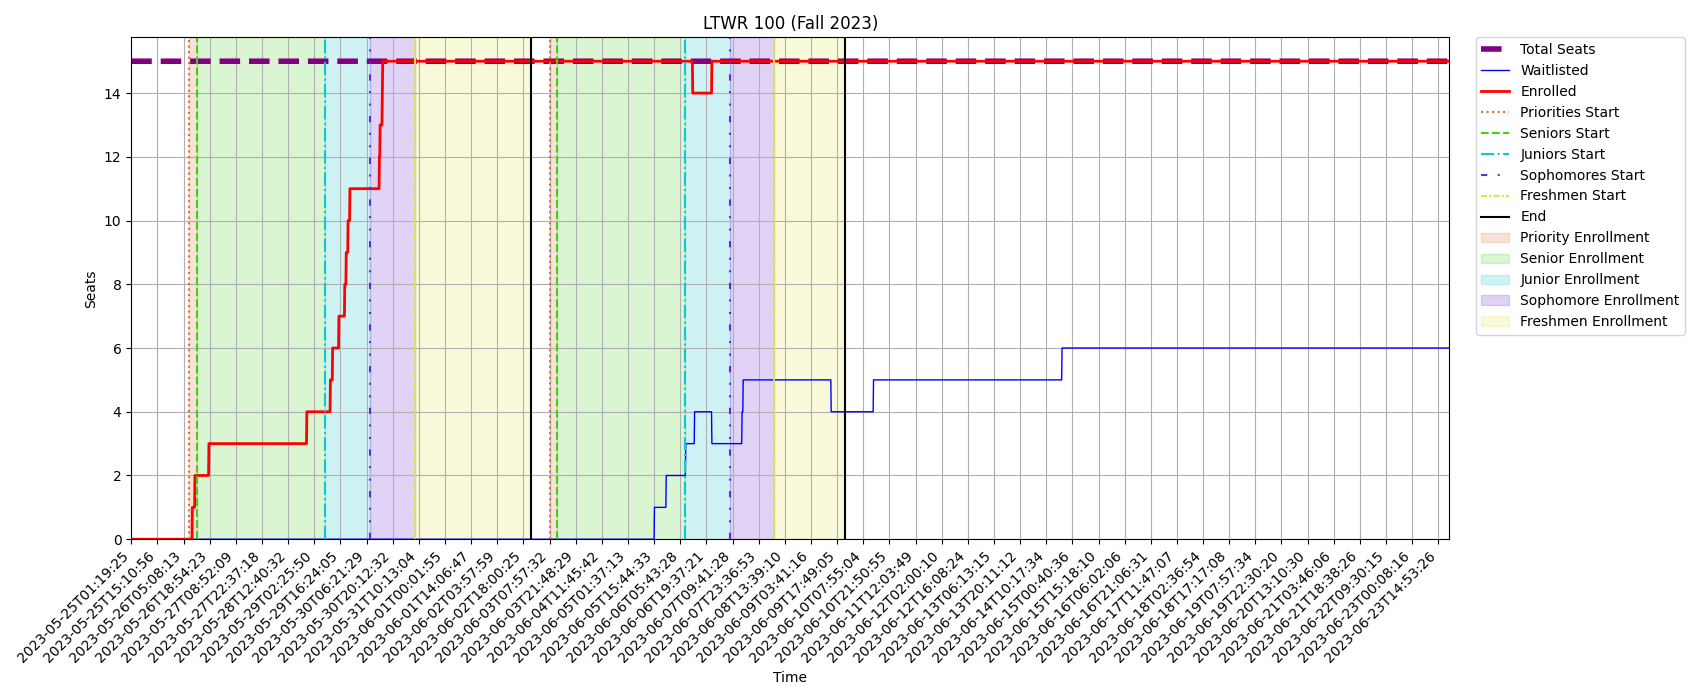 LTWR 100 (Fall 2023)
Seats
14
12
10
8
6
4
2
0
2023-05-25T01:19:25
2023-05-25T15:10:56
2023-05-26T05:08:13
2023-05-26T18:54:23
2023-05-27T08:52:09
2023-05-27T22:37:18
2023-05-28T12:40:32
2023-05-29T02:25:50
2023-05-29T16:24:05
2023-05-30T06:21:29
2023-05-30T20:12:32
2023-05-31T10:13:04
2023-06-01T00:01:55
2023-06-01T14:06:47
2023-06-02T03:57:59
2023-06-02T18:00:25
2023-06-03T07:57:32
2023-06-03T21:48:29
2023-06-04T11:45:42
2023-06-05T01:37:13
2023-06-05T15:44:33
2023-06-06T05:43:28
2023-06-06T19:37:21
2023-06-07T09:41:28
2023-06-07T23:36:53
2023-06-08T13:39:10
2023-06-09T03:41:16
2023-06-09T17:49:05
2023-06-10T07:55:04
2023-06-10T21:50:55
2023-06-11T12:03:49
2023-06-12T02:00:10
2023-06-12T16:08:24
2023-06-13T06:13:15
2023-06-13T20:11:12
2023-06-14T10:17:34
2023-06-15T00:40:36
2023-06-15T15:18:10
2023-06-16T06:02:06
2023-06-16T21:06:31
2023-06-17T11:47:07
2023-06-18T02:36:54
2023-06-18T17:17:08
2023-06-19T07:57:34
2023-06-19T22:30:20
2023-06-20T13:10:30
2023-06-21T03:46:06
2023-06-21T18:38:26
2023-06-22T09:30:15
2023-06-23T00:08:16
2023-06-23T14:53:26
Time
Total Seats
Waitlisted
Enrolled
Priorities Start
Seniors Start
Juniors Start
Sophomores Start
Freshmen Start
End
Priority Enrollment
Senior Enrollment
Junior Enrollment
Sophomore Enrollment
Freshmen Enrollment